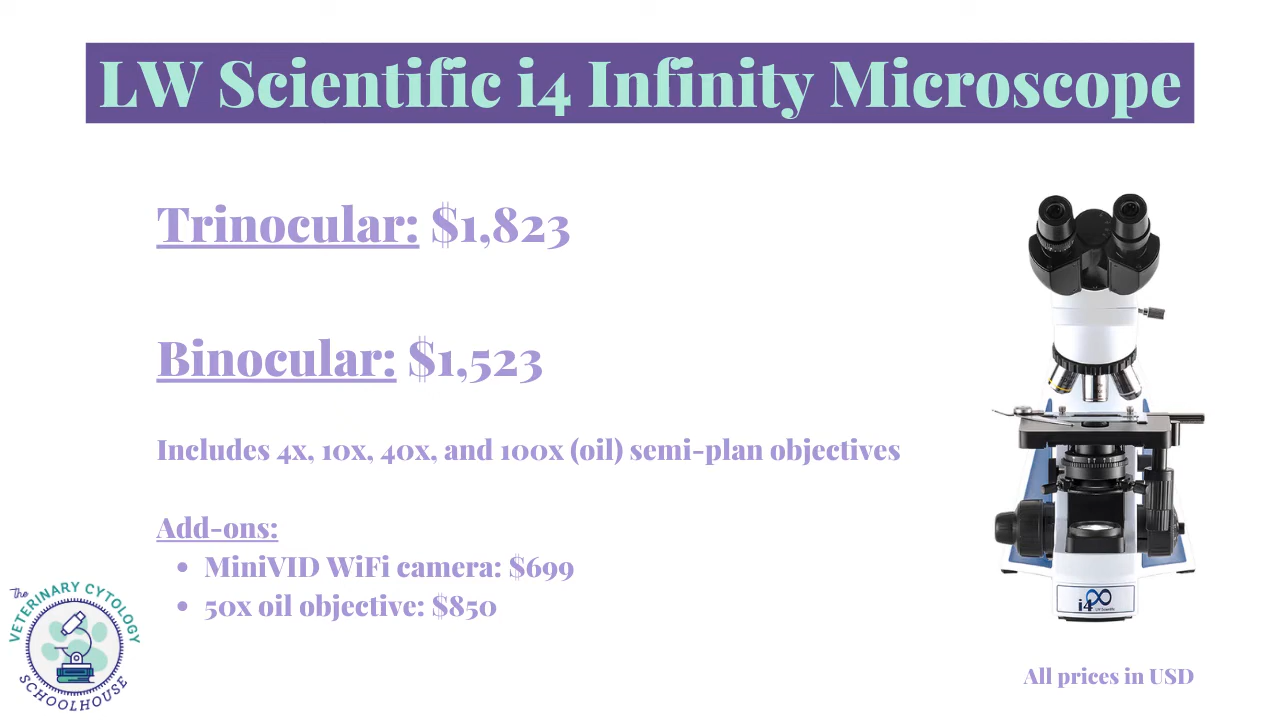 LW Scientific i4 Infinity Microscope
Trinocular: $1,823
Binocular: $1,523
Includes 4x, 10x, 40x, and 100x (oil) semi-plan objectives
Add-ons:
• MiniVID WiFi camera: $699
• 50x oil objective: $850
i4
LW Scientific
The
VETERINARY CYTOLOGY
SCHOOLHOUSE
All prices in USD